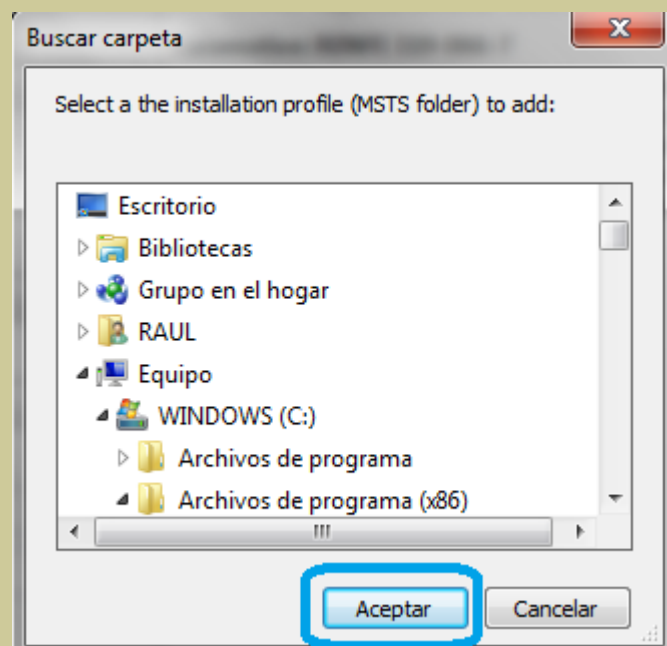 Buscar carpeta
Select a the installation profile (MSTS folder) to add:
Escritorio
Bibliotecas
Grupo en el hogar
RAUL
Equipo
WINDOWS (C:)
Archivos de programa
Archivos de programa (x86)
Aceptar Cancelar